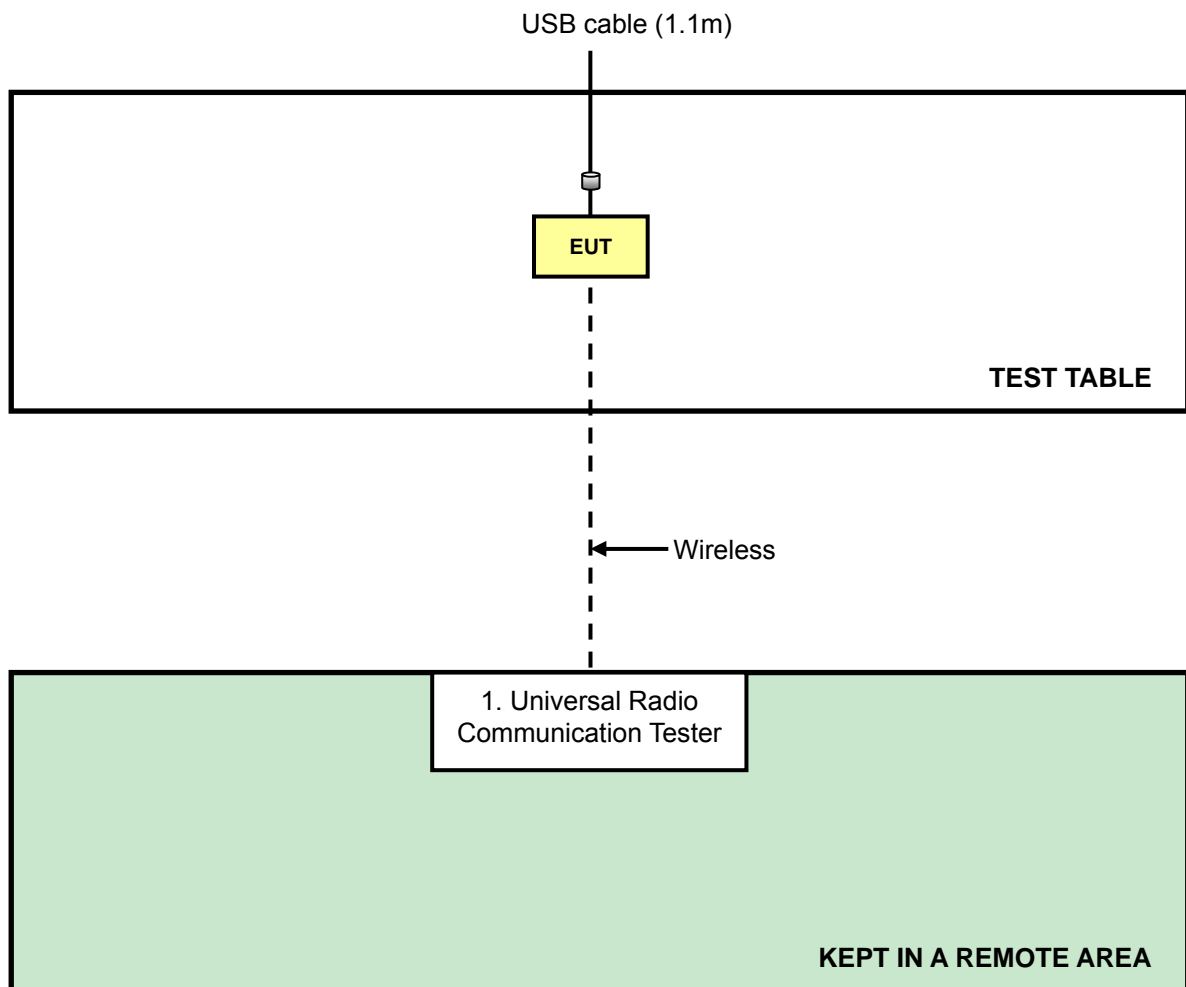 USB cable (1.1m)
EUT
TEST TABLE
Wireless
1. Universal Radio
Communication Tester
KEPT IN A REMOTE AREA